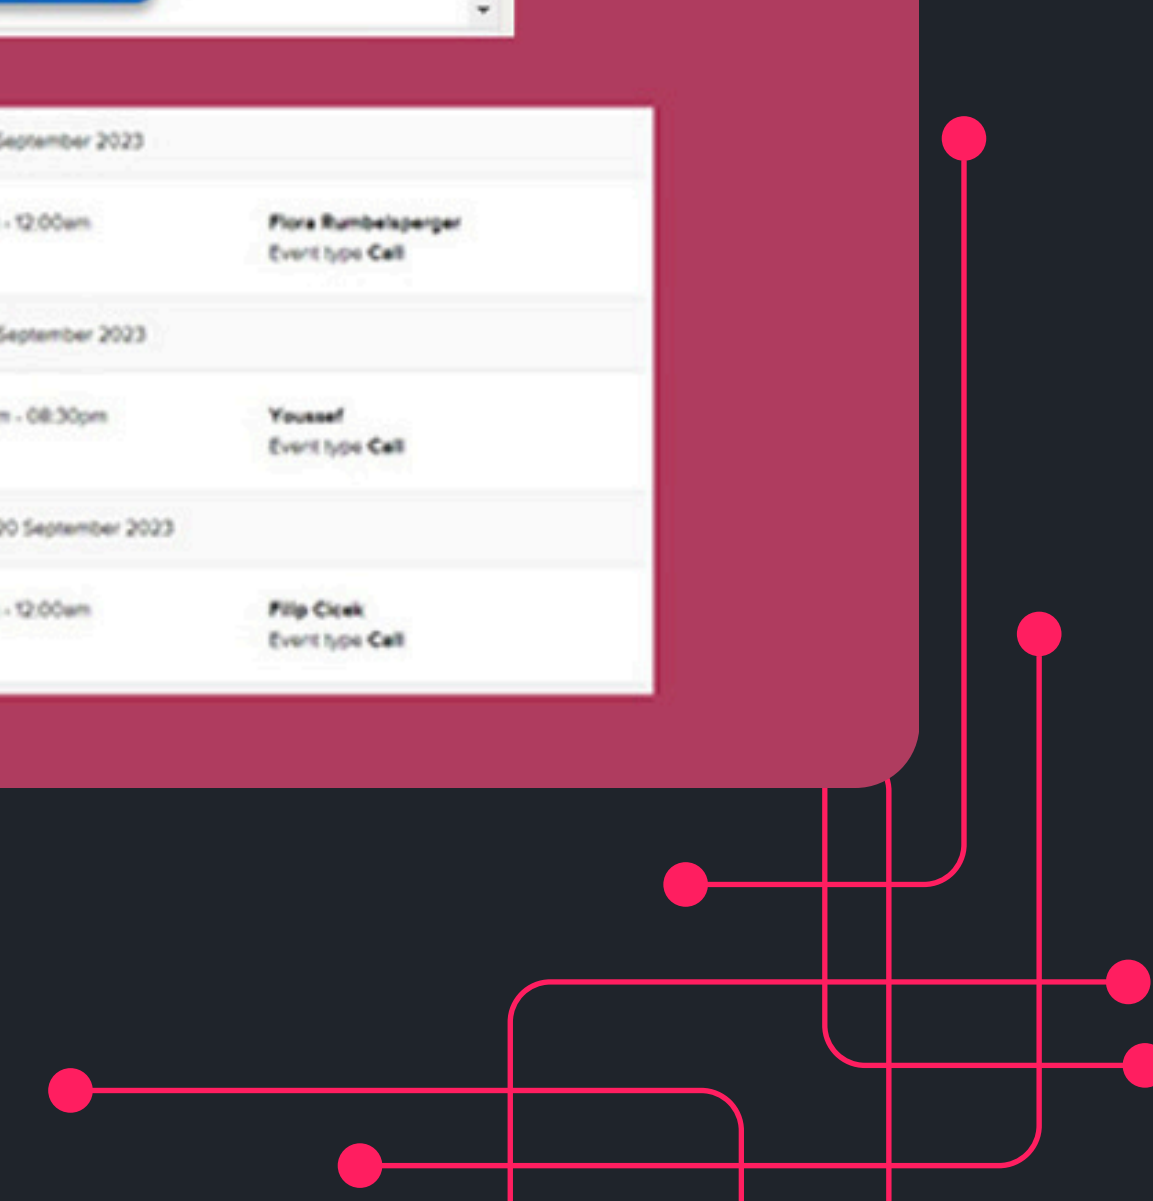 September 2023
- 12:00am
Flora Rumbelsperger
Event type Call
September 2023
- 08:30pm
Youssef
Event type Call
20 September 2023
- 12:00am
Filip Cicek
Event type Call